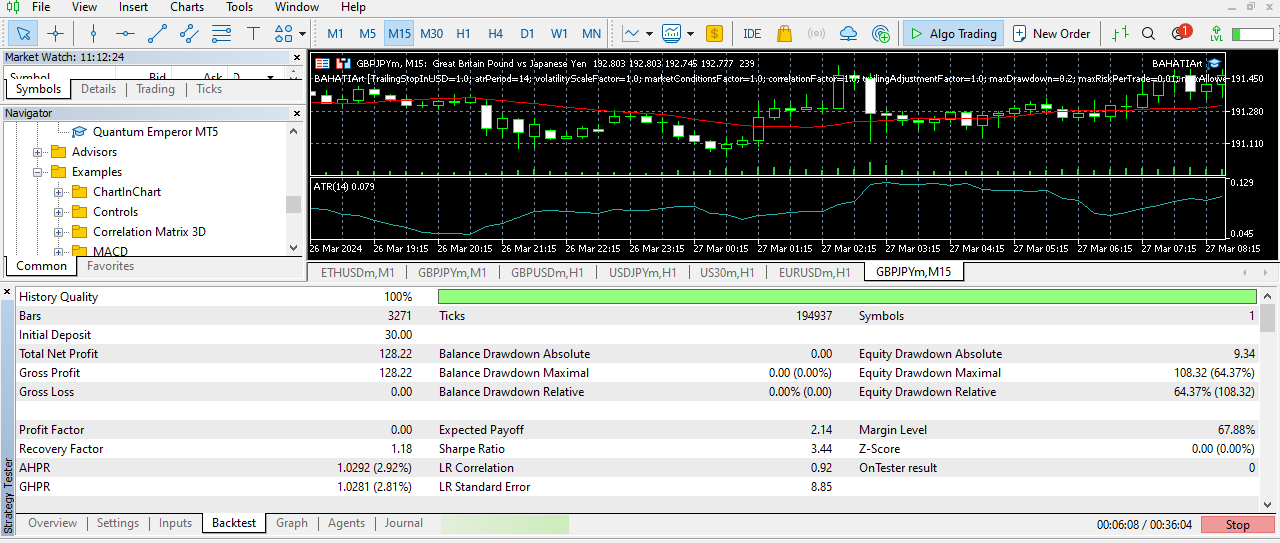 File View Insert Charts Tools Window Help
M1 M5 M15 M30 H1 H4 D1 W1 MN $ IDE Algo Trading New Order 1 LVL
Market Watch: 11:12:24
Symbol Bid Ask D...
Symbols Details Trading Ticks
Navigator
Quantum Emperor MT5
Advisors
Examples
ChartInChart
Controls
Correlation Matrix 3D
MACD
Common Favorites
GBPJPYm, M15: Great Britain Pound vs Japanese Yen 192.803 192.803 192.745 192.777 239
BAHATIArt
BAHATIArt [TrailingStopInUSD=1.0; atrPeriod=14; volatilityScaleFactor=1.0; marketConditionsFactor=1.0; correlationFactor=1.0; trailingAdjustmentFactor=1.0; maxDrawdown=0.2; maxRiskPerTrade=0.01;
191.450
191.280
191.110
ATR(14) 0.079
0.129
0.045
26 Mar 2024 26 Mar 19:15 26 Mar 20:15 26 Mar 21:15 26 Mar 22:15 26 Mar 23:15 27 Mar 00:15 27 Mar 01:15 27 Mar 02:15 27 Mar 03:15 27 Mar 04:15 27 Mar 05:15 27 Mar 06:15 27 Mar 07:15 27 Mar 08:15
ETHUSDm,M1 GBPJPYm,M1 GBPUSDm,H1 USDJPYm,H1 US30m,H1 EURUSDm,H1 GBPJPYm,M15
History Quality 100%
Bars 3271 Ticks 194937 Symbols 1
Initial Deposit 30.00
Total Net Profit 128.22 Balance Drawdown Absolute 0.00 Equity Drawdown Absolute 9.34
Gross Profit 128.22 Balance Drawdown Maximal 0.00 (0.00%) Equity Drawdown Maximal 108.32 (64.37%)
Gross Loss 0.00 Balance Drawdown Relative 0.00% (0.00) Equity Drawdown Relative 64.37% (108.32)
Profit Factor 0.00 Expected Payoff 2.14 Margin Level 67.88%
Recovery Factor 1.18 Sharpe Ratio 3.44 Z-Score 0.00 (0.00%)
AHPR 1.0292 (2.92%) LR Correlation 0.92 OnTester result 0
GHPR 1.0281 (2.81%) LR Standard Error 8.85
Strategy Tester
Overview Settings Inputs Backtest Graph Agents Journal 00:06:08 / 00:36:04 Stop